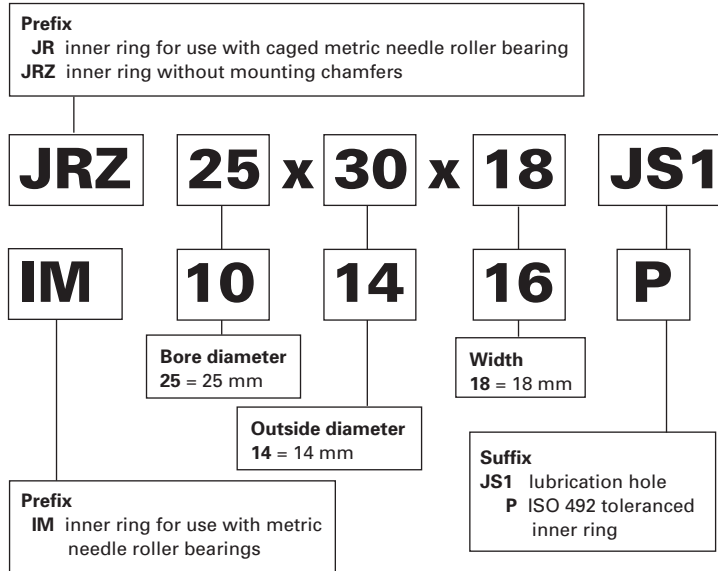 Prefix
JR inner ring for use with caged metric needle roller bearing
JRZ inner ring without mounting chamfers
JRZ 25 x 30 x 18 JS1
IM 10 14 16 P
Bore diameter
25 = 25 mm
Width
18 = 18 mm
Outside diameter
14 = 14 mm
Suffix
JS1 lubrication hole
P ISO 492 toleranced
inner ring
Prefix
IM inner ring for use with metric
needle roller bearings